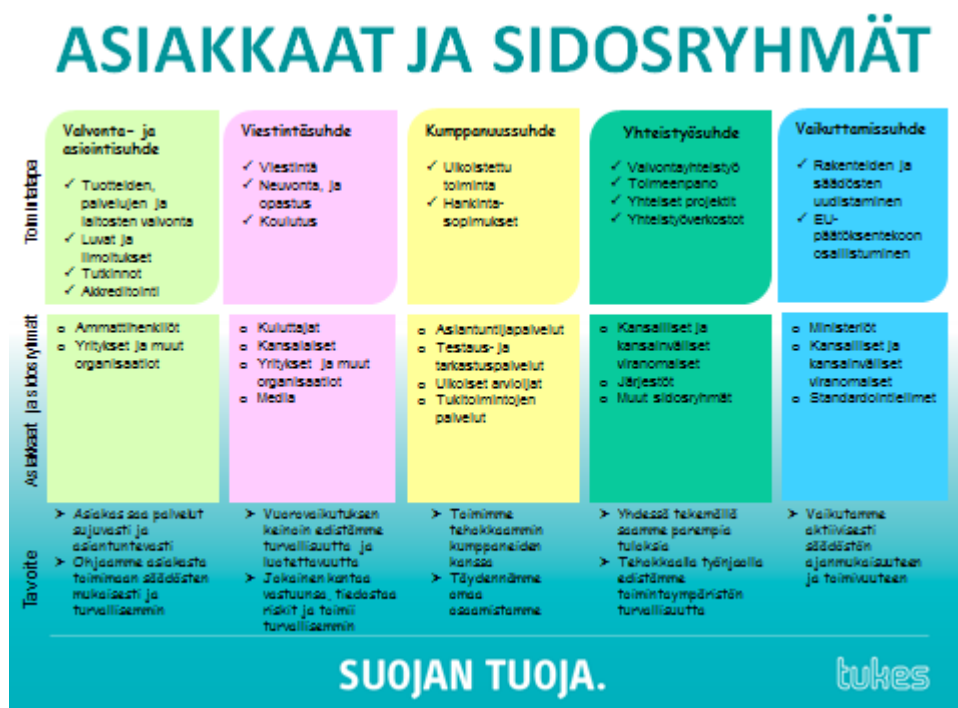 ASIAKKAAT JA SIDOSRYHMÄT
Toimintatapa
Valvonta- ja
asiointisuhde
✓ Tuotteiden,
palvelujen ja
laitosten valvonta
✓ Luvat ja
ilmoitukset
✓ Tutkinnot
✓ Akkreditointi
Viestintäsuhde
✓ Viestintä
✓ Neuvonta, ja
opastus
✓ Koulutus
Kumppanuussuhde
✓ Ulkoistettu
toiminta
✓ Hankinta-
sopimukset
Yhteistyösuhde
✓ Valvontayhteistyö
✓ Toimeenpano
✓ Yhteiset projektit
✓ Yhteistyöverkostot
Vaikuttamissuhde
✓ Rakenteiden ja
säädösten
uudistaminen
✓ EU-
päätöksentekoon
osallistuminen
Asiakkaat ja sidosryhmät
o Ammattihenkilöt
o Yritykset ja muut
organisaatiot
o Kuluttajat
o Kansalaiset
o Yritykset ja muut
organisaatiot
o Media
o Asiantuntijapalvelut
o Testaus- ja
tarkastuspalvelut
o Ulkoiset arvioijat
o Tukitoimintojen
palvelut
o Kansalliset ja
kansainväliset
viranomaiset
o Järjestöt
o Muut sidosryhmät
o Ministeriöt
o Kansalliset ja
kansainväliset
viranomaiset
o Standardointielimet
Tavoite
➤ Asiakas saa palvelut
sujuvasti ja
asiantuntevasti
➤ Ohjaamme asiakasta
toimimaan säädösten
mukaisesti ja
turvallisemmin
➤ Vuorovaikutuksen
keinoin edistämme
turvallisuutta ja
luotettavuutta
➤ Jokainen kantaa
vastuunsa, tiedostaa
riskit ja toimii
turvallisemmin
➤ Toimimme
tehokkaammin
kumppaneiden
kanssa
➤ Täydennämme
omaa
osaamistamme
➤ Yhdessä tekemällä
saamme parempia
tuloksia
➤ Tehokkaalla työnjaolla
edistämme
toimintaympäristön
turvallisuutta
➤ Vaikutamme
aktiivisesti
säädöstön
ajanmukaisuuteen
ja toimivuuteen
SUOJAN TUOJA.
tukes